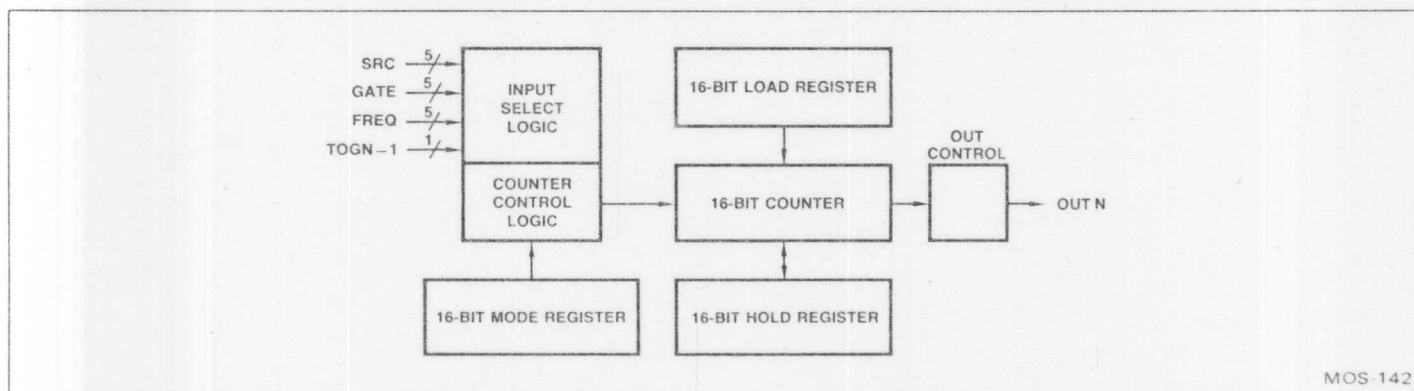 SRC 5
GATE 5
FREQ 5
TOGN-1 1
INPUT
SELECT
LOGIC
COUNTER
CONTROL
LOGIC
16-BIT MODE REGISTER
16-BIT LOAD REGISTER
16-BIT COUNTER
16-BIT HOLD REGISTER
OUT
CONTROL
OUT N
MOS-142